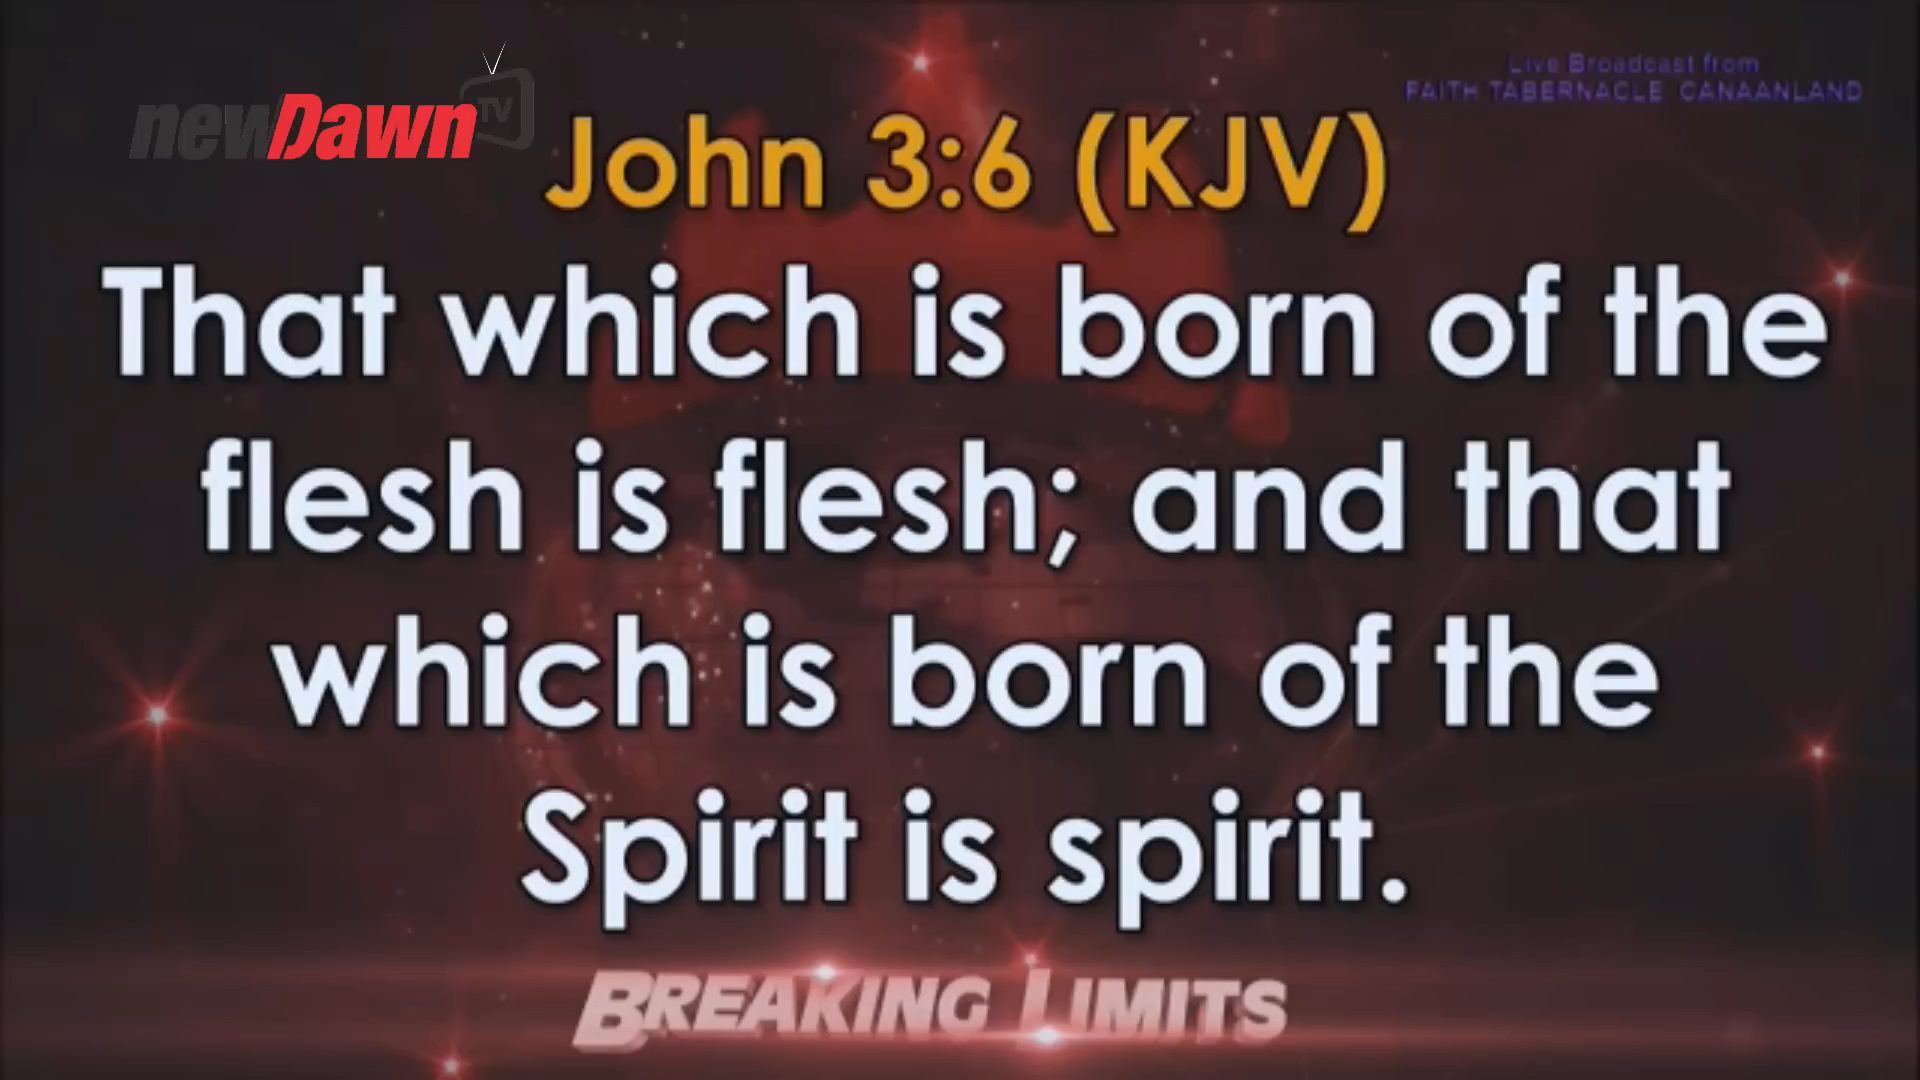 newDawn TV
Live Broadcast from
FAITH TABERNACLE CANAANLAND
John 3:6 (KJV)
That which is born of the
flesh is flesh; and that
which is born of the
Spirit is spirit.
BREAKING LIMITS